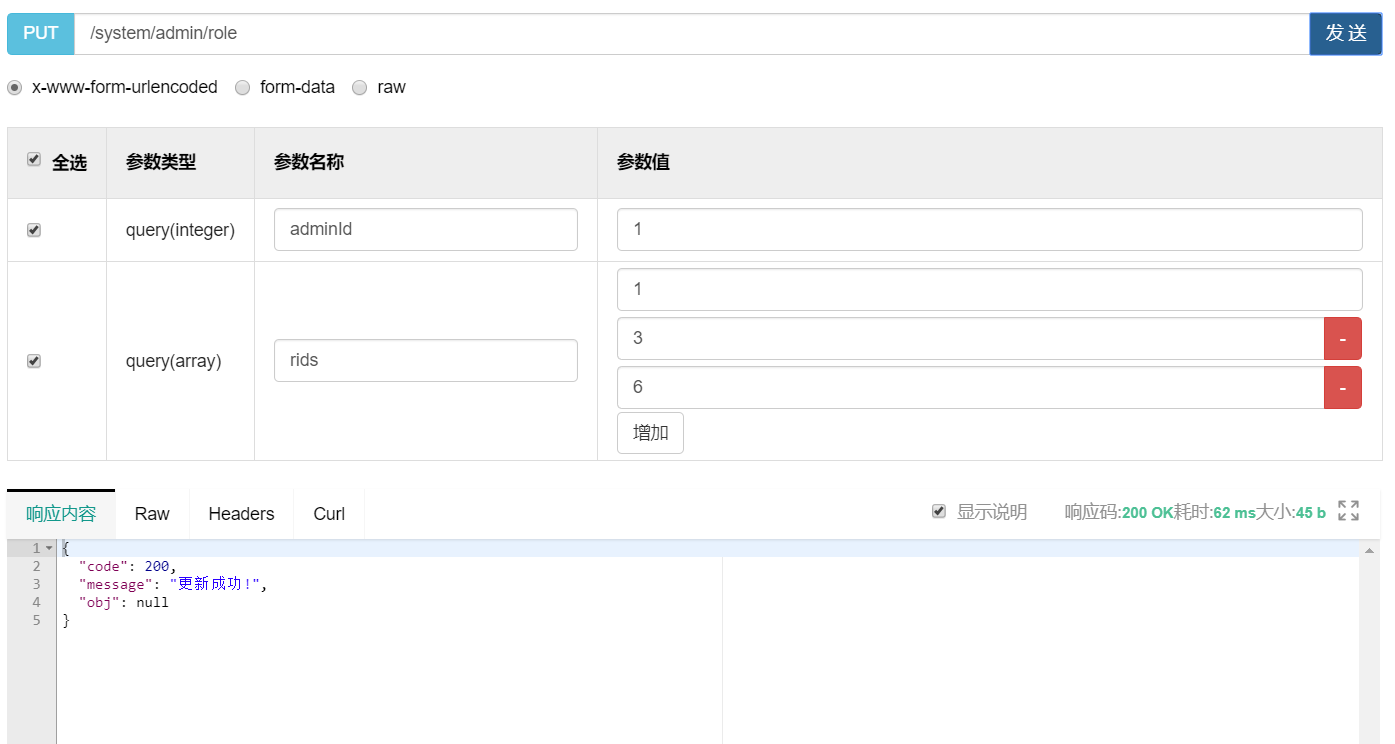 PUT /system/admin/role 发送
x-www-form-urlencoded form-data raw
全选 参数类型 参数名称 参数值
query(integer) adminId 1
1
query(array) rids 3 -
6 -
增加
响应内容 Raw Headers Curl 显示说明 响应码:200 OK耗时:62 ms大小:45 b
1 {
2 "code": 200,
3 "message": "更新成功!",
4 "obj": null
5 }